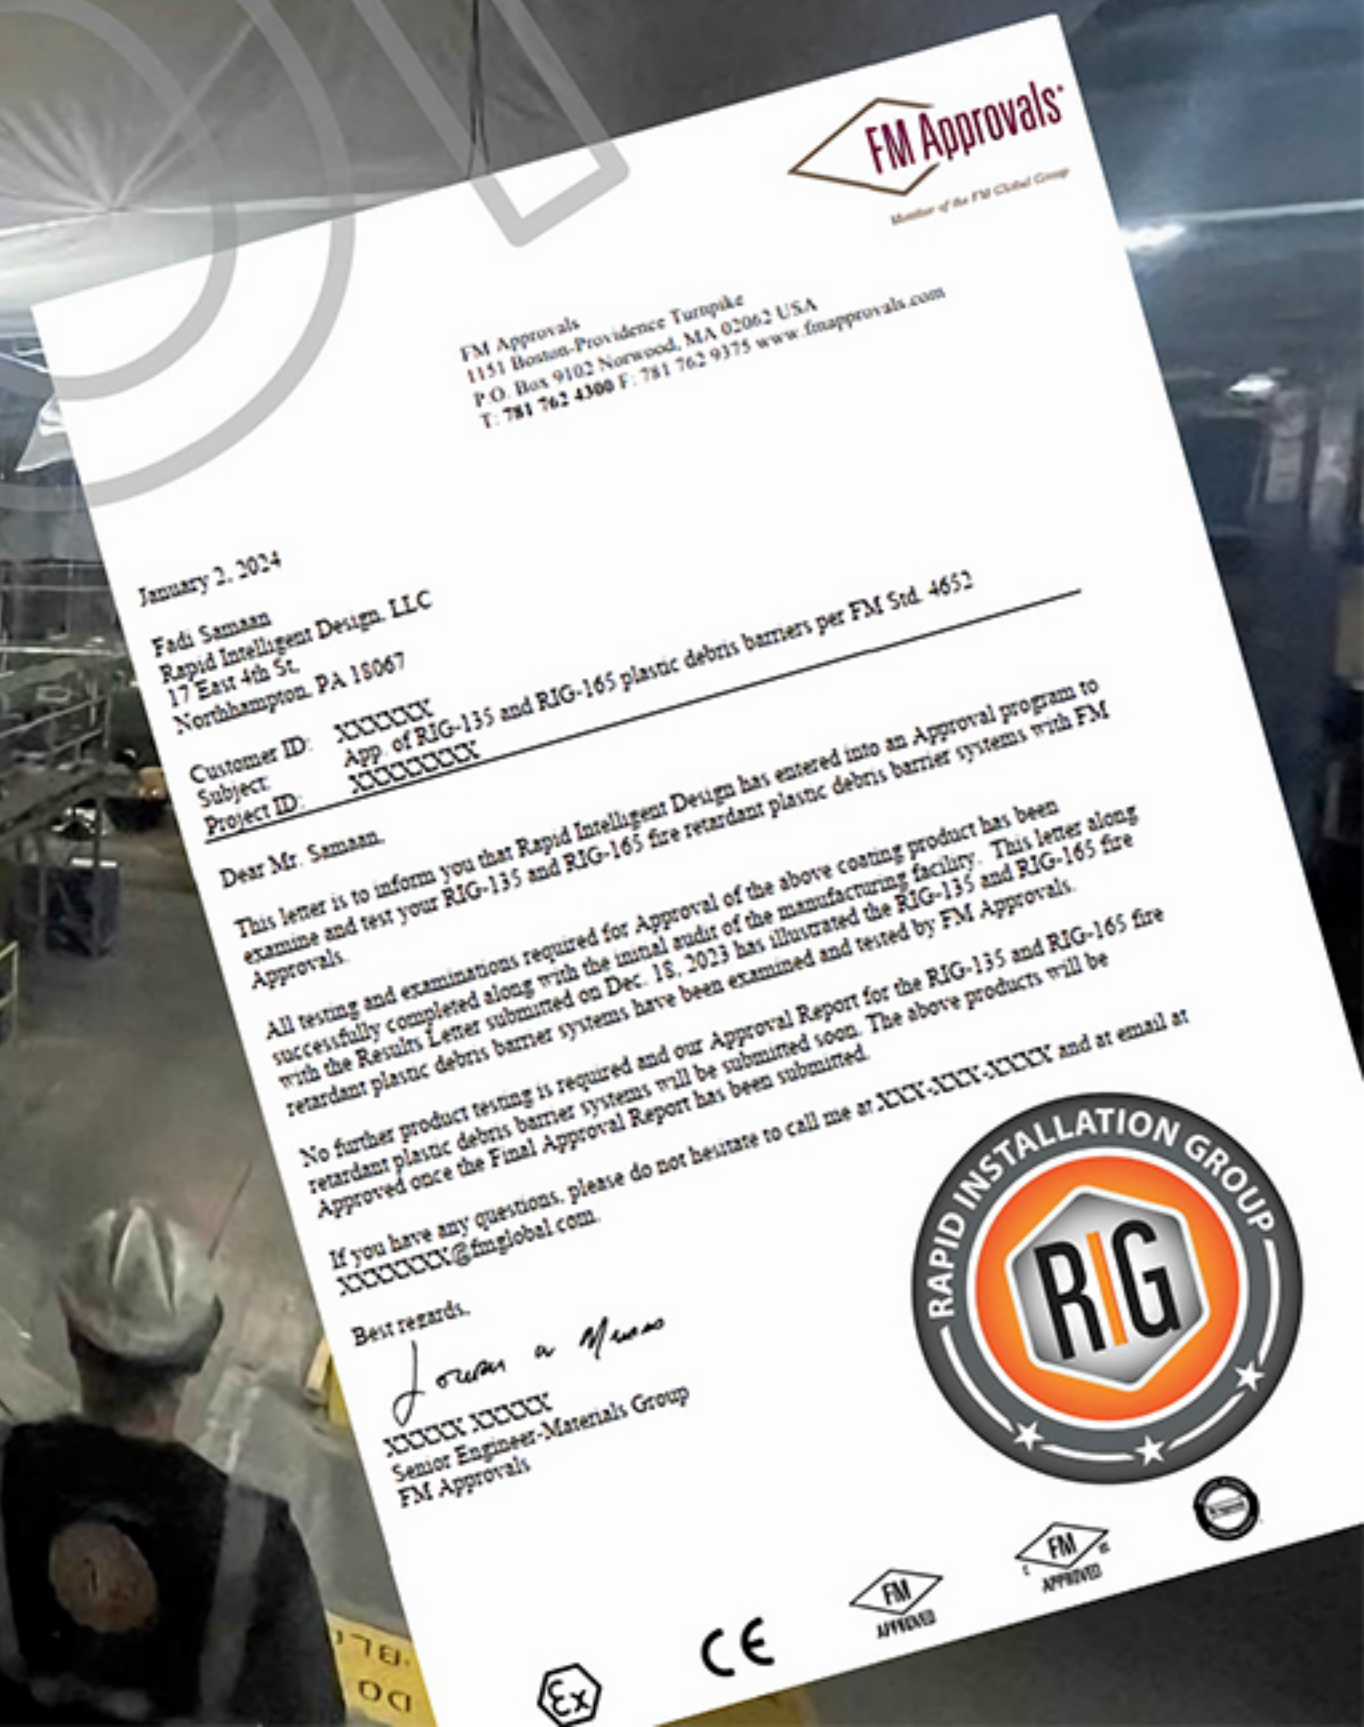 FM Approvals
Member of the FM Global Group
FM Approvals
1151 Boston-Providence Turnpike
P.O. Box 9102 Norwood, MA 02062 USA
T: 781 762 4300 F: 781 762 9375 www.fmapprovals.com
January 2, 2024
Fadi Samaan
Rapid Intelligent Design, LLC
17 East 4th St.
Northhampton, PA 18067
Customer ID: XXXXXX
Subject: App. of RIG-135 and RIG-165 plastic debris barriers per FM Std. 4652
Project ID: XXXXXXXXX
Dear Mr. Samaan,
This letter is to inform you that Rapid Intelligent Design has entered into an Approval program to
examine and test your RIG-135 and RIG-165 fire retardant plastic debris barrier systems with FM
Approvals.
All testing and examinations required for Approval of the above coating product has been
successfully completed along with the initial audit of the manufacturing facility. This letter along
with the Results Letter submitted on Dec. 18, 2023 has illustrated the RIG-135 and RIG-165 fire
retardant plastic debris barrier systems have been examined and tested by FM Approvals.
No further product testing is required and our Approval Report for the RIG-135 and RIG-165 fire
retardant plastic debris barrier systems will be submitted soon. The above products will be
Approved once the Final Approval Report has been submitted.
If you have any questions, please do not hesitate to call me at XXX-XXX-XXXX and at email at
XXXXXXXX@fmglobal.com.
Best regards,
XXXXX XXXXX
Senior Engineer-Materials Group
FM Approvals
RAPID INSTALLATION GROUP
RIG
Ex
CE
FM
APPROVED
C FM US
APPROVED